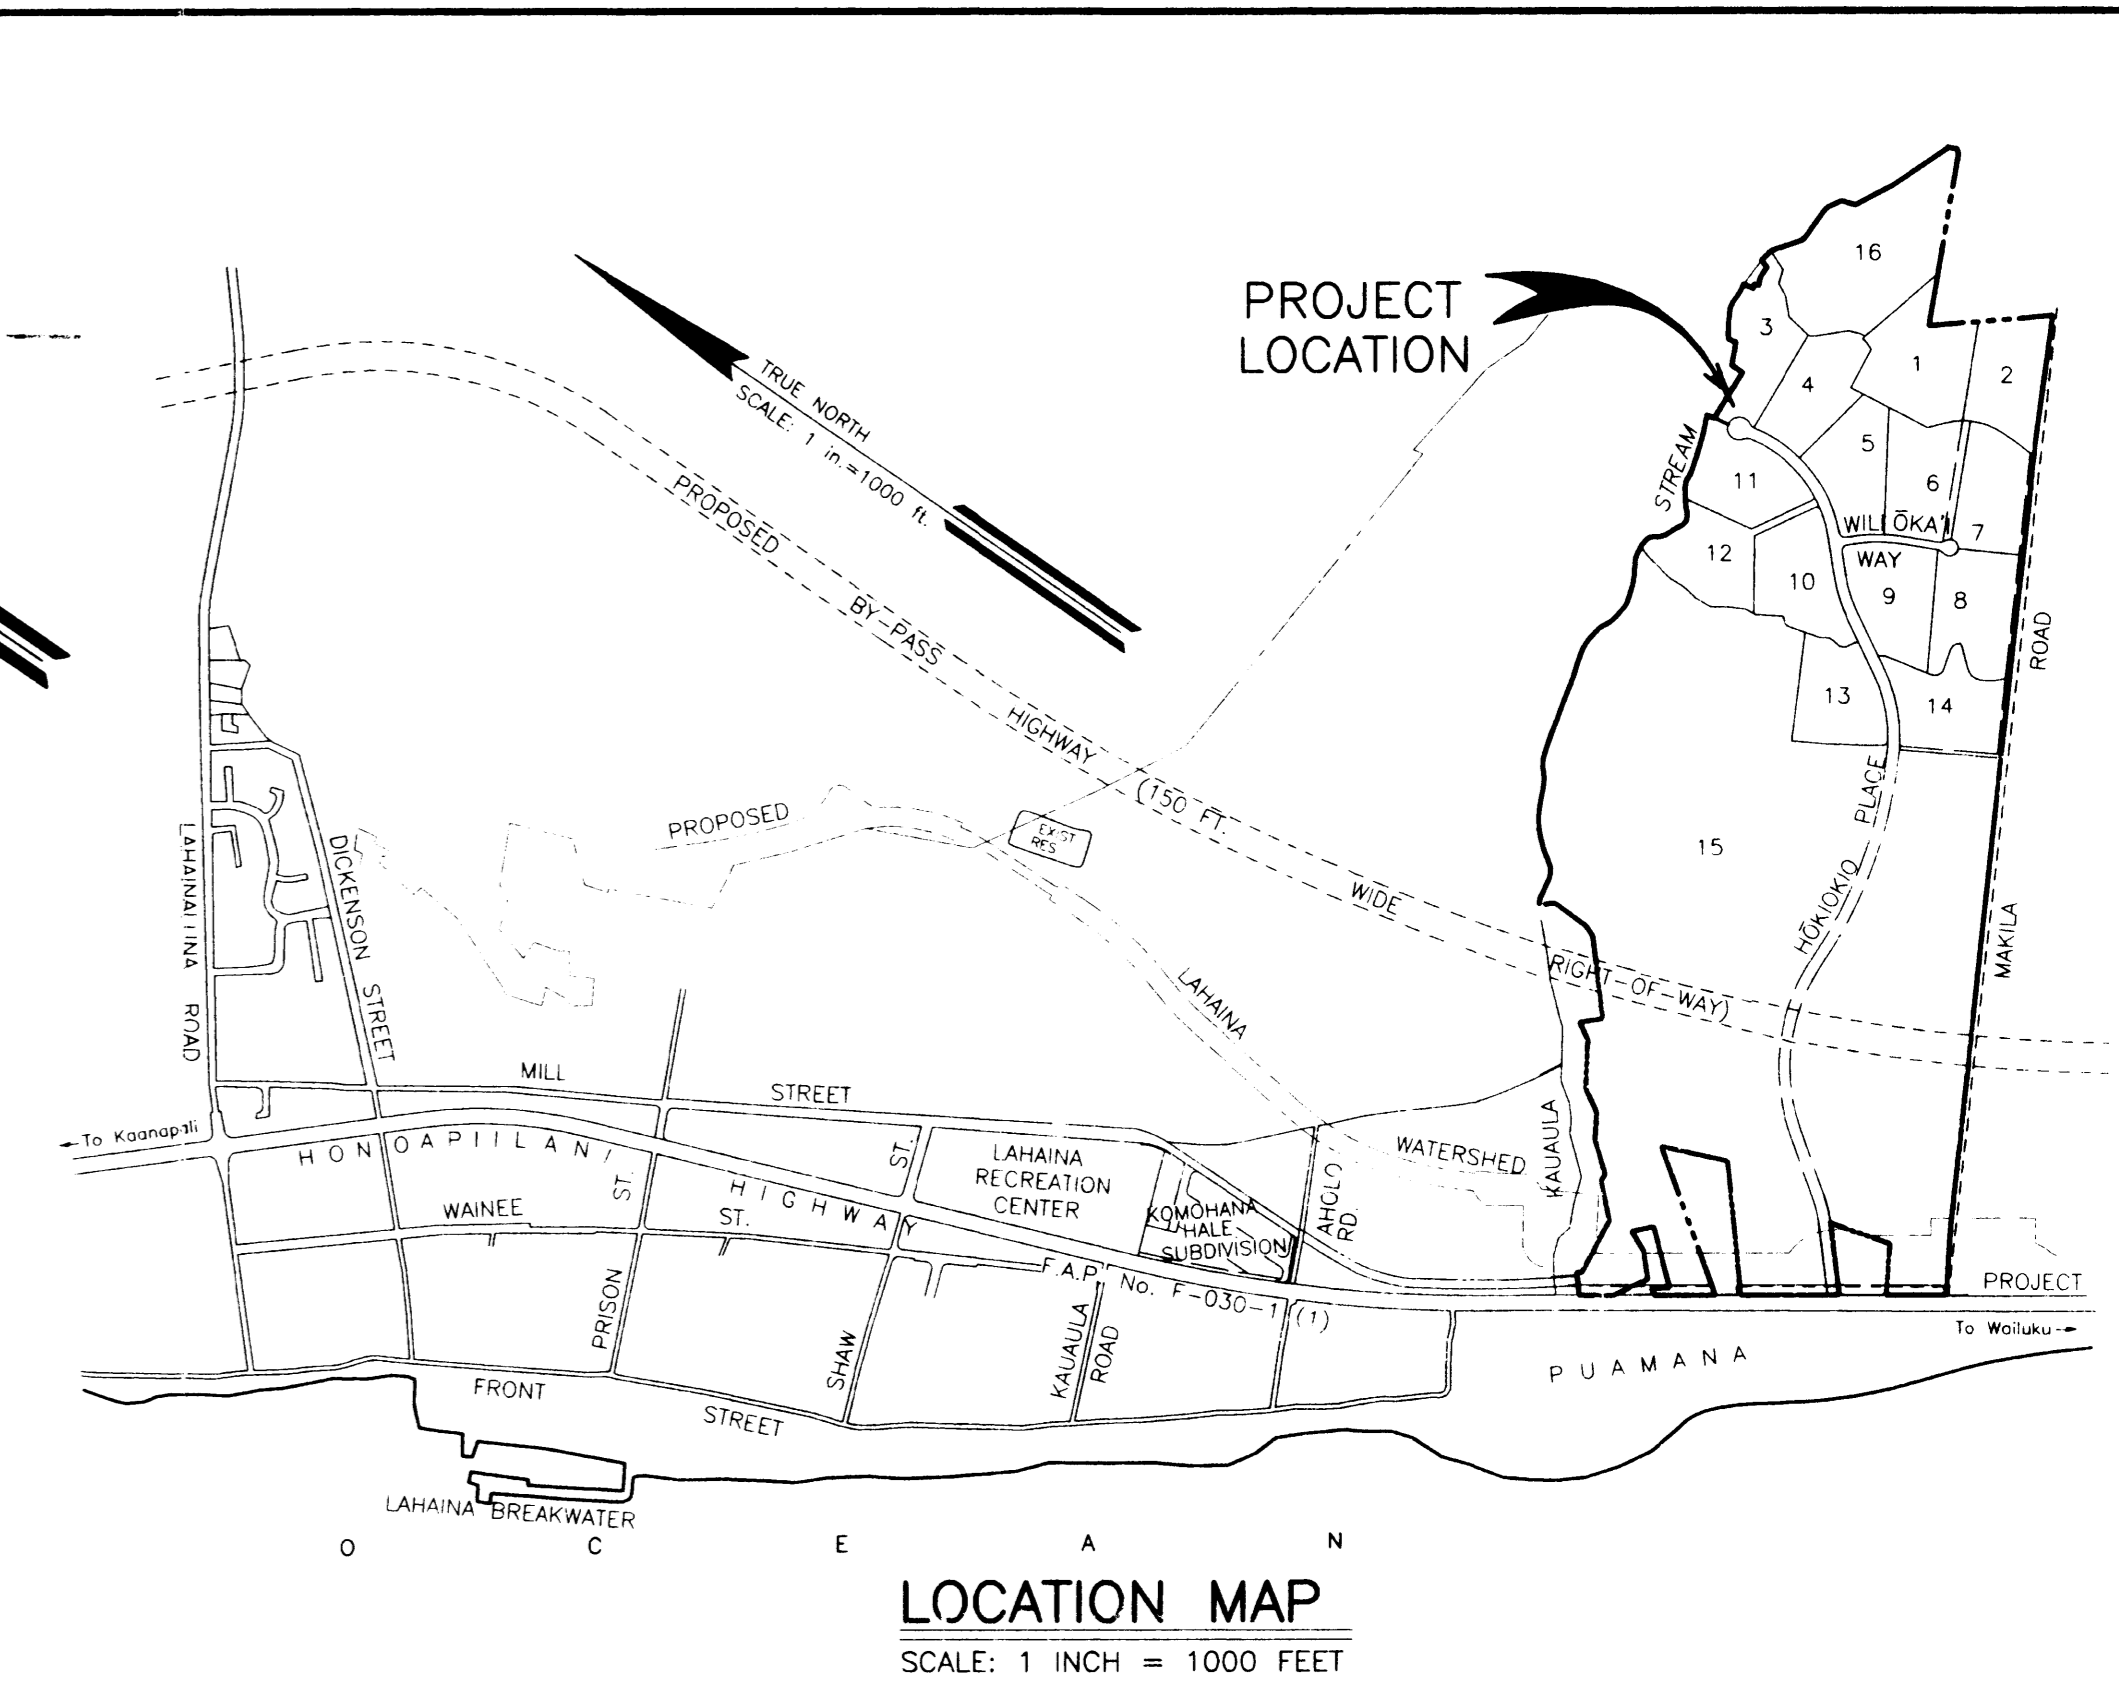 16
PROJECT
LOCATION
3
1
2
4
TRUE NORTH
SCALE: 1 in.=1000 ft.
5
STREAM
11
6
PROPOSED
WILI ŌKAʻI
7
12
WAY
10
9
8
BY-PASS
ROAD
13
14
HIGHWAY
(150 FT.
PLACE
PROPOSED
EXIST
RES
15
DICKENSON
STREET
LAHAINALUNA
ROAD
WIDE
HŌKIOKIO
MAKILA
RIGHT-OF-WAY)
LAHAINA
MILL
STREET
To Kaanapali
HONOAPIILANI
ST.
LAHAINA
RECREATION
CENTER
WATERSHED
KAUAULA
ST.
WAINEE
ST.
HIGHWAY
KOMOHANA
HALE
SUBDIVISION
AHOLO
RD.
F.A.P. No. F-030-1 (1)
PROJECT
PRISON
KAUAULA
ROAD
To Wailuku
SHAW
PUAMANA
FRONT
STREET
LAHAINA BREAKWATER
OCEAN
LOCATION MAP
SCALE: 1 INCH = 1000 FEET